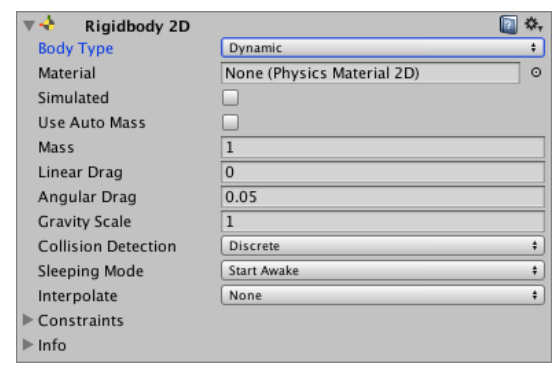 Rigidbody 2D
Body Type Dynamic
Material None (Physics Material 2D)
Simulated
Use Auto Mass
Mass 1
Linear Drag 0
Angular Drag 0.05
Gravity Scale 1
Collision Detection Discrete
Sleeping Mode Start Awake
Interpolate None
Constraints
Info